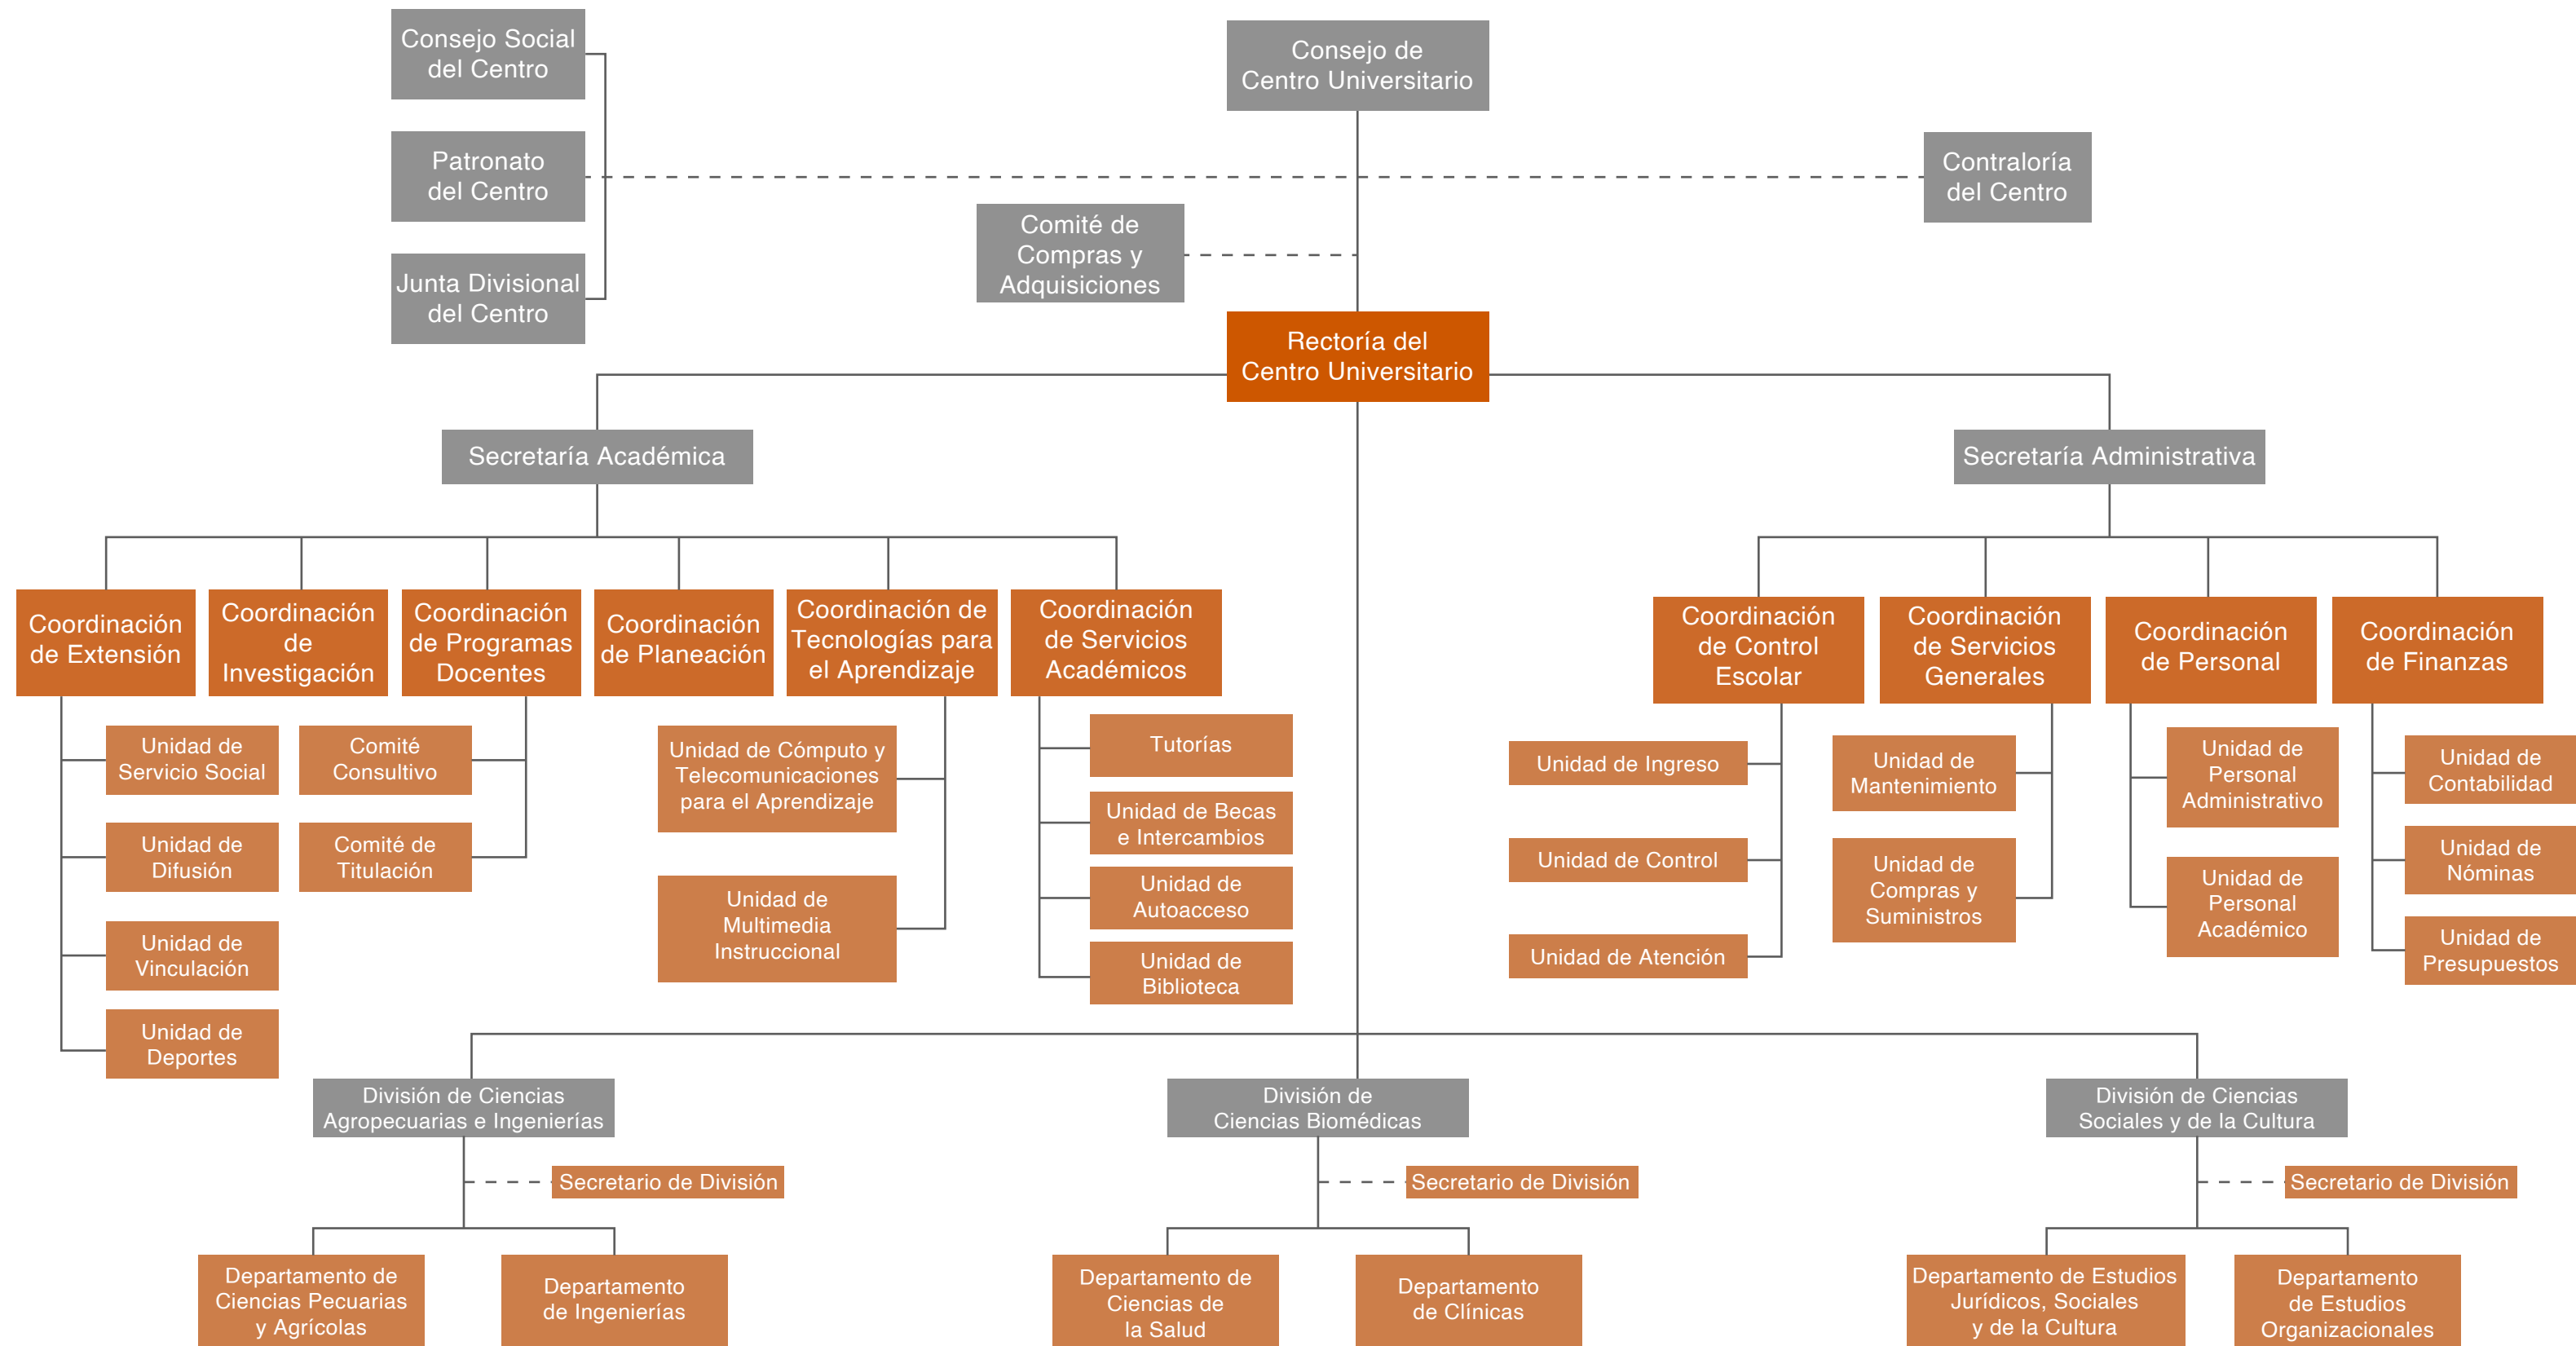 Consejo Social
del Centro
Consejo de
Centro Universitario
Patronato
del Centro
Contraloría
del Centro
Comité de
Compras y
Adquisiciones
Junta Divisional
del Centro
Rectoría del
Centro Universitario
Secretaría Académica
Secretaría Administrativa
Coordinación
de Extensión
Coordinación
de
Investigación
Coordinación
de Programas
Docentes
Coordinación
de Planeación
Coordinación de
Tecnologías para
el Aprendizaje
Coordinación
de Servicios
Académicos
Coordinación
de Control
Escolar
Coordinación
de Servicios
Generales
Coordinación
de Personal
Coordinación
de Finanzas
Unidad de
Servicio Social
Unidad de
Difusión
Unidad de
Vinculación
Unidad de
Deportes
Comité
Consultivo
Comité de
Titulación
Unidad de Cómputo y
Telecomunicaciones
para el Aprendizaje
Unidad de
Multimedia
Instruccional
Tutorías
Unidad de Becas
e Intercambios
Unidad de
Autoacceso
Unidad de
Biblioteca
Unidad de Ingreso
Unidad de Control
Unidad de Atención
Unidad de
Mantenimiento
Unidad de
Compras y
Suministros
Unidad de
Personal
Administrativo
Unidad de
Personal
Académico
Unidad de
Contabilidad
Unidad de
Nóminas
Unidad de
Presupuestos
División de Ciencias
Agropecuarias e Ingenierías
Secretario de División
Departamento de
Ciencias Pecuarias
y Agrícolas
Departamento
de Ingenierías
División de
Ciencias Biomédicas
Secretario de División
Departamento de
Ciencias de
la Salud
Departamento
de Clínicas
División de Ciencias
Sociales y de la Cultura
Secretario de División
Departamento de Estudios
Jurídicos, Sociales
y de la Cultura
Departamento
de Estudios
Organizacionales